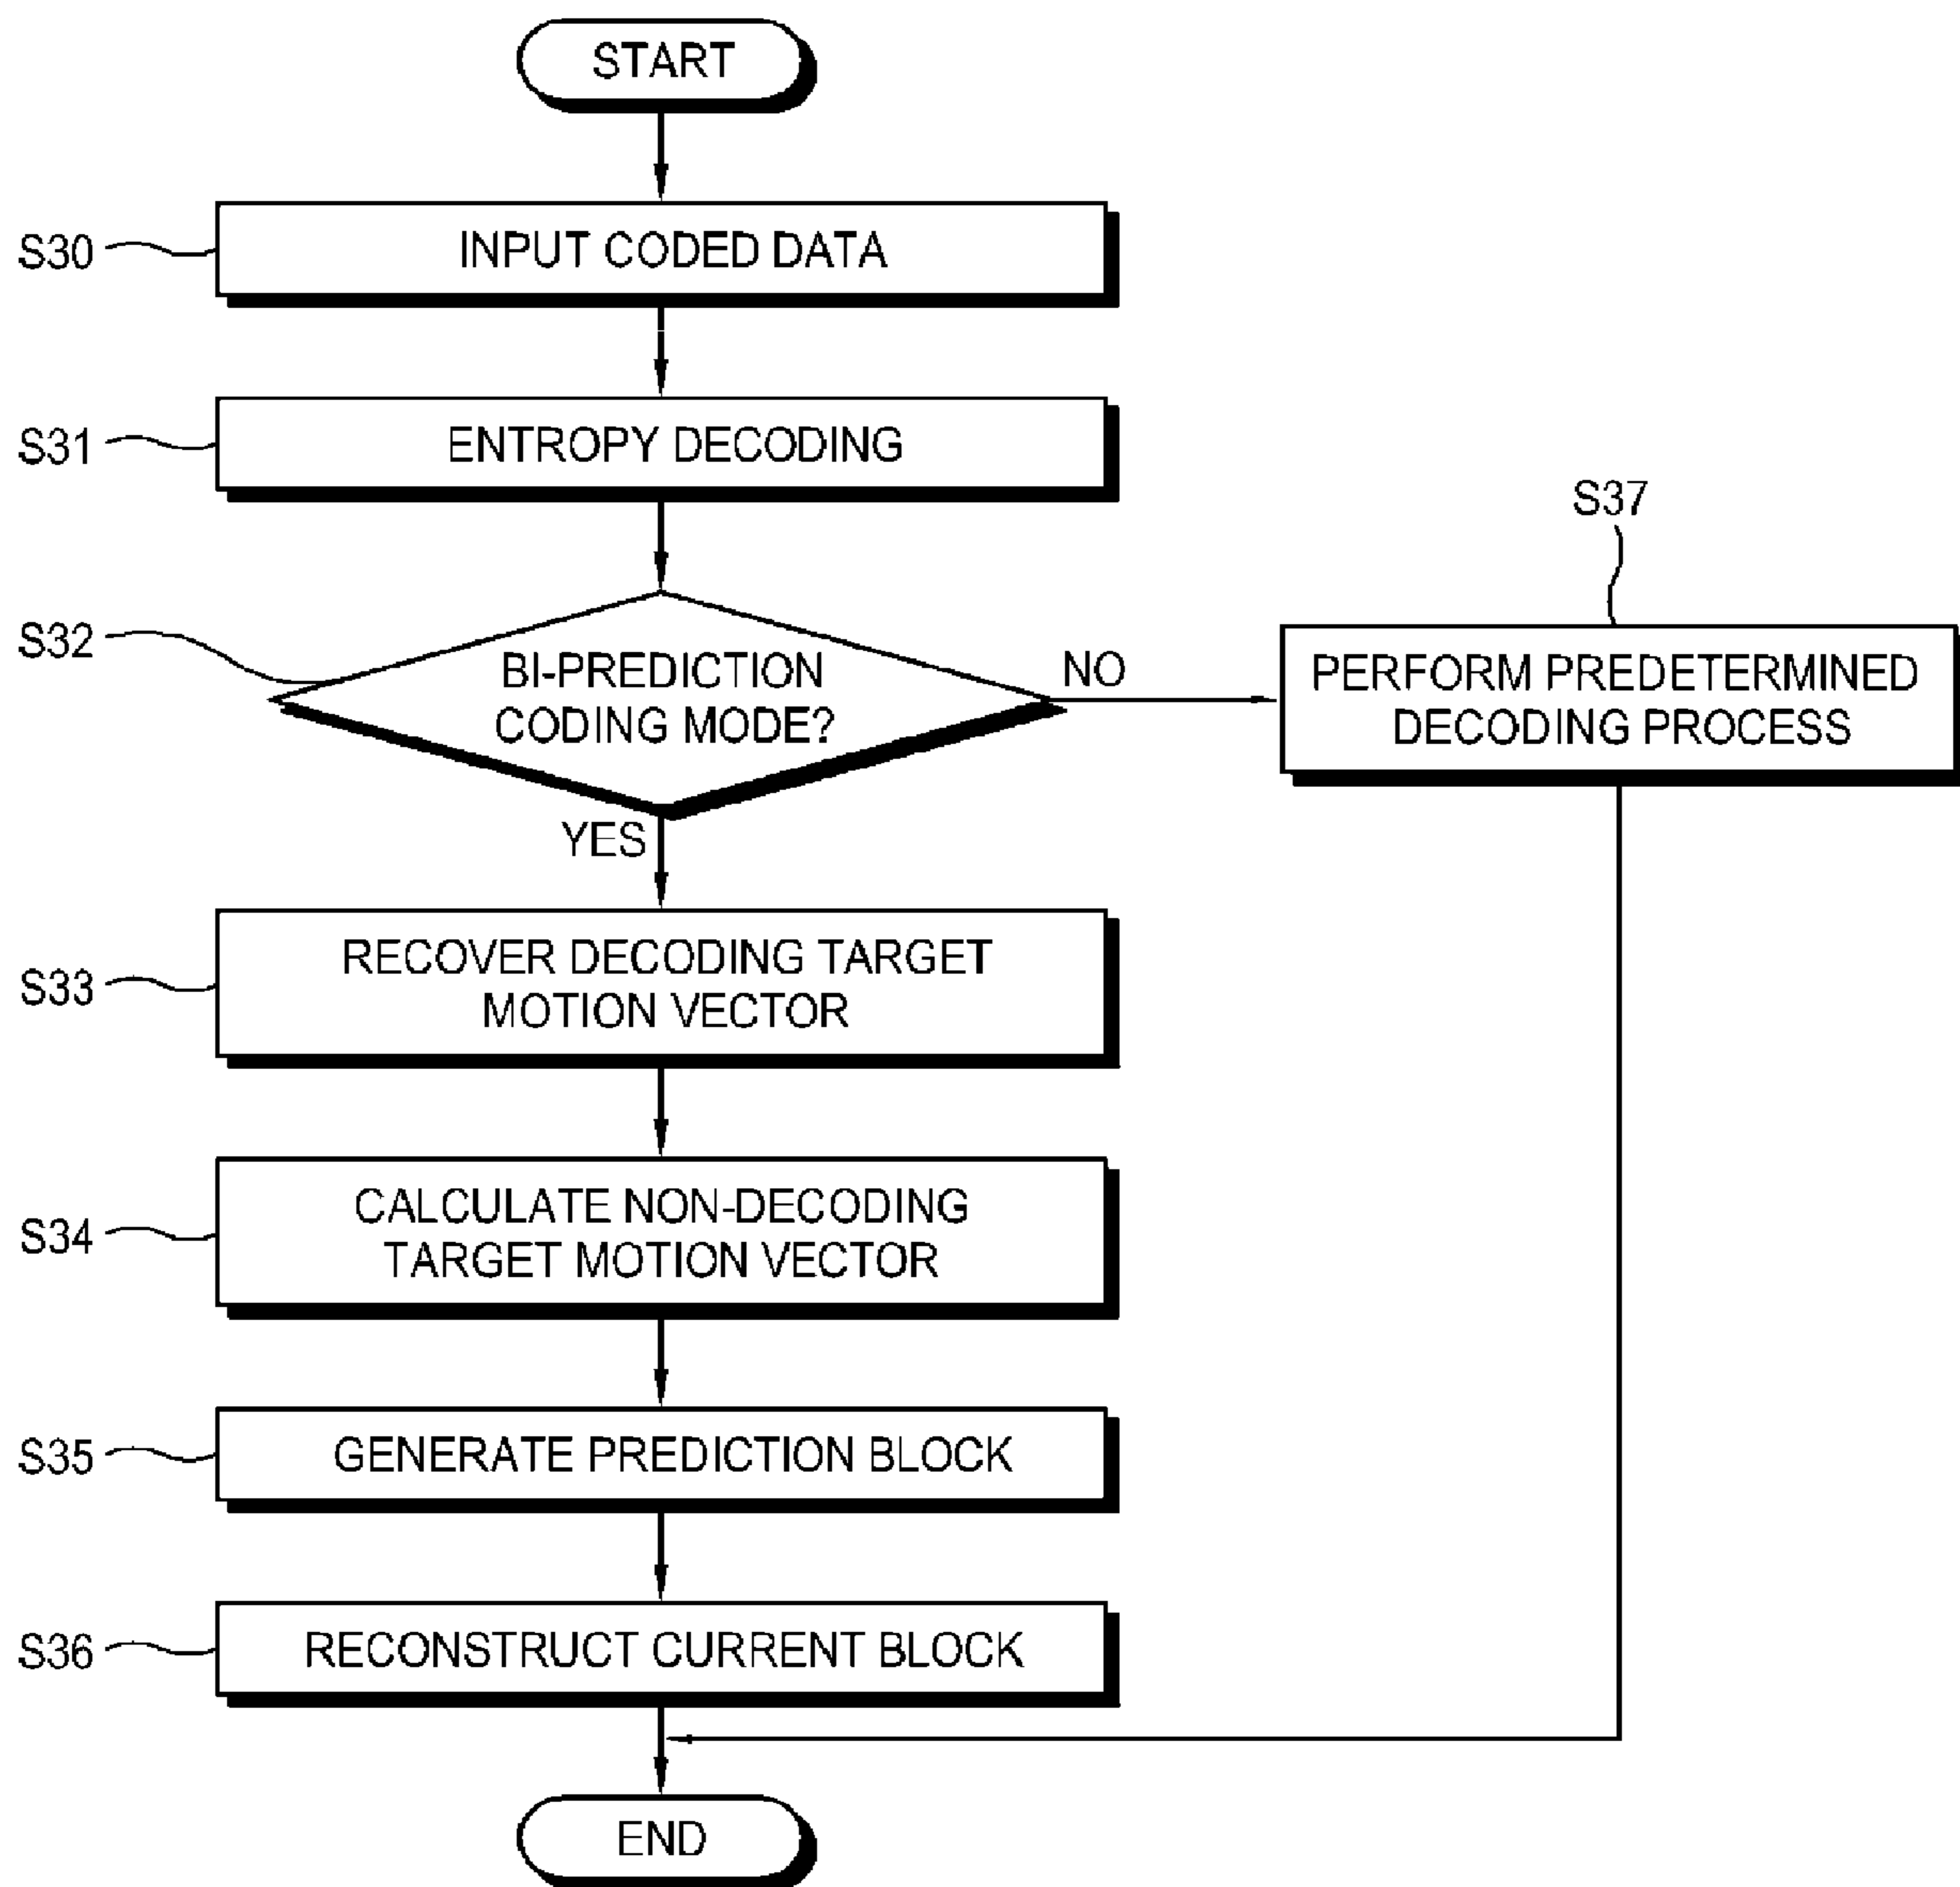 START
S30
INPUT CODED DATA
S31
ENTROPY DECODING
S37
S32
BI-PREDICTION
CODING MODE?
NO
PERFORM PREDETERMINED
DECODING PROCESS
YES
S33
RECOVER DECODING TARGET
MOTION VECTOR
S34
CALCULATE NON-DECODING
TARGET MOTION VECTOR
S35
GENERATE PREDICTION BLOCK
S36
RECONSTRUCT CURRENT BLOCK
END